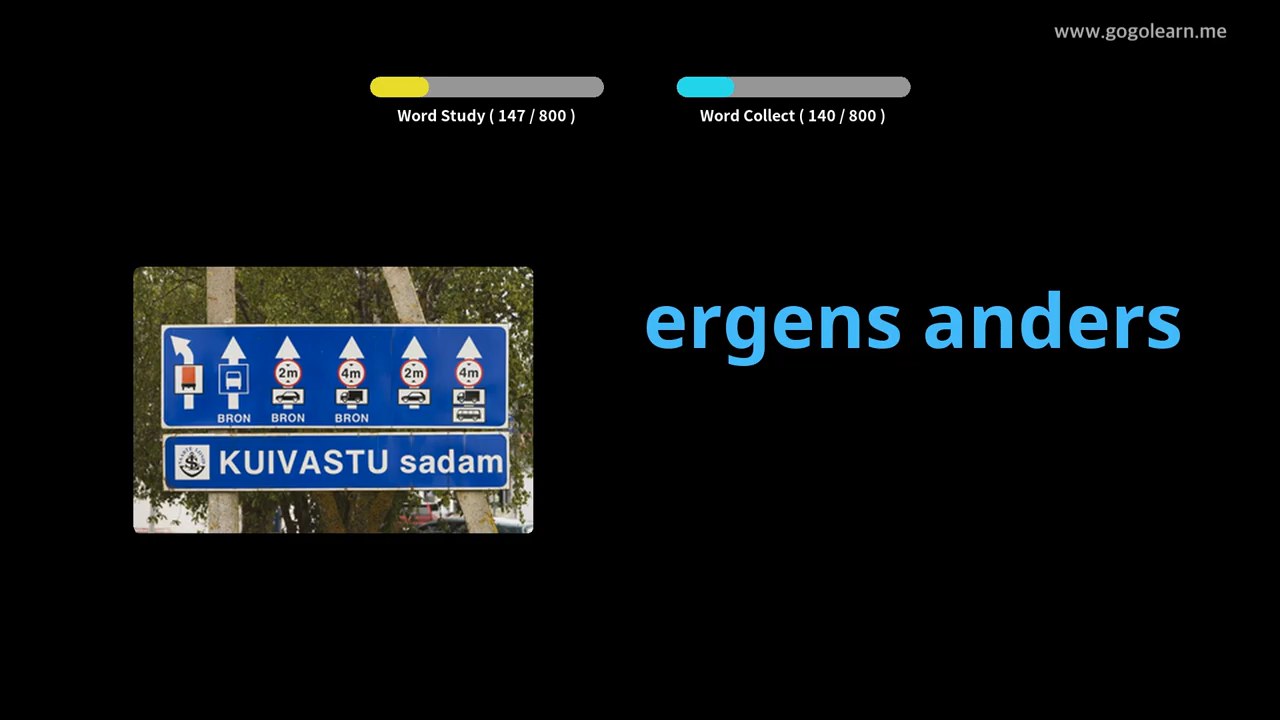 www.gogolearn.me
Word Study ( 147 / 800 )
Word Collect ( 140 / 800 )
ergens anders
2m 4m 2m 4m
BRON BRON BRON
KUIVASTU sadam